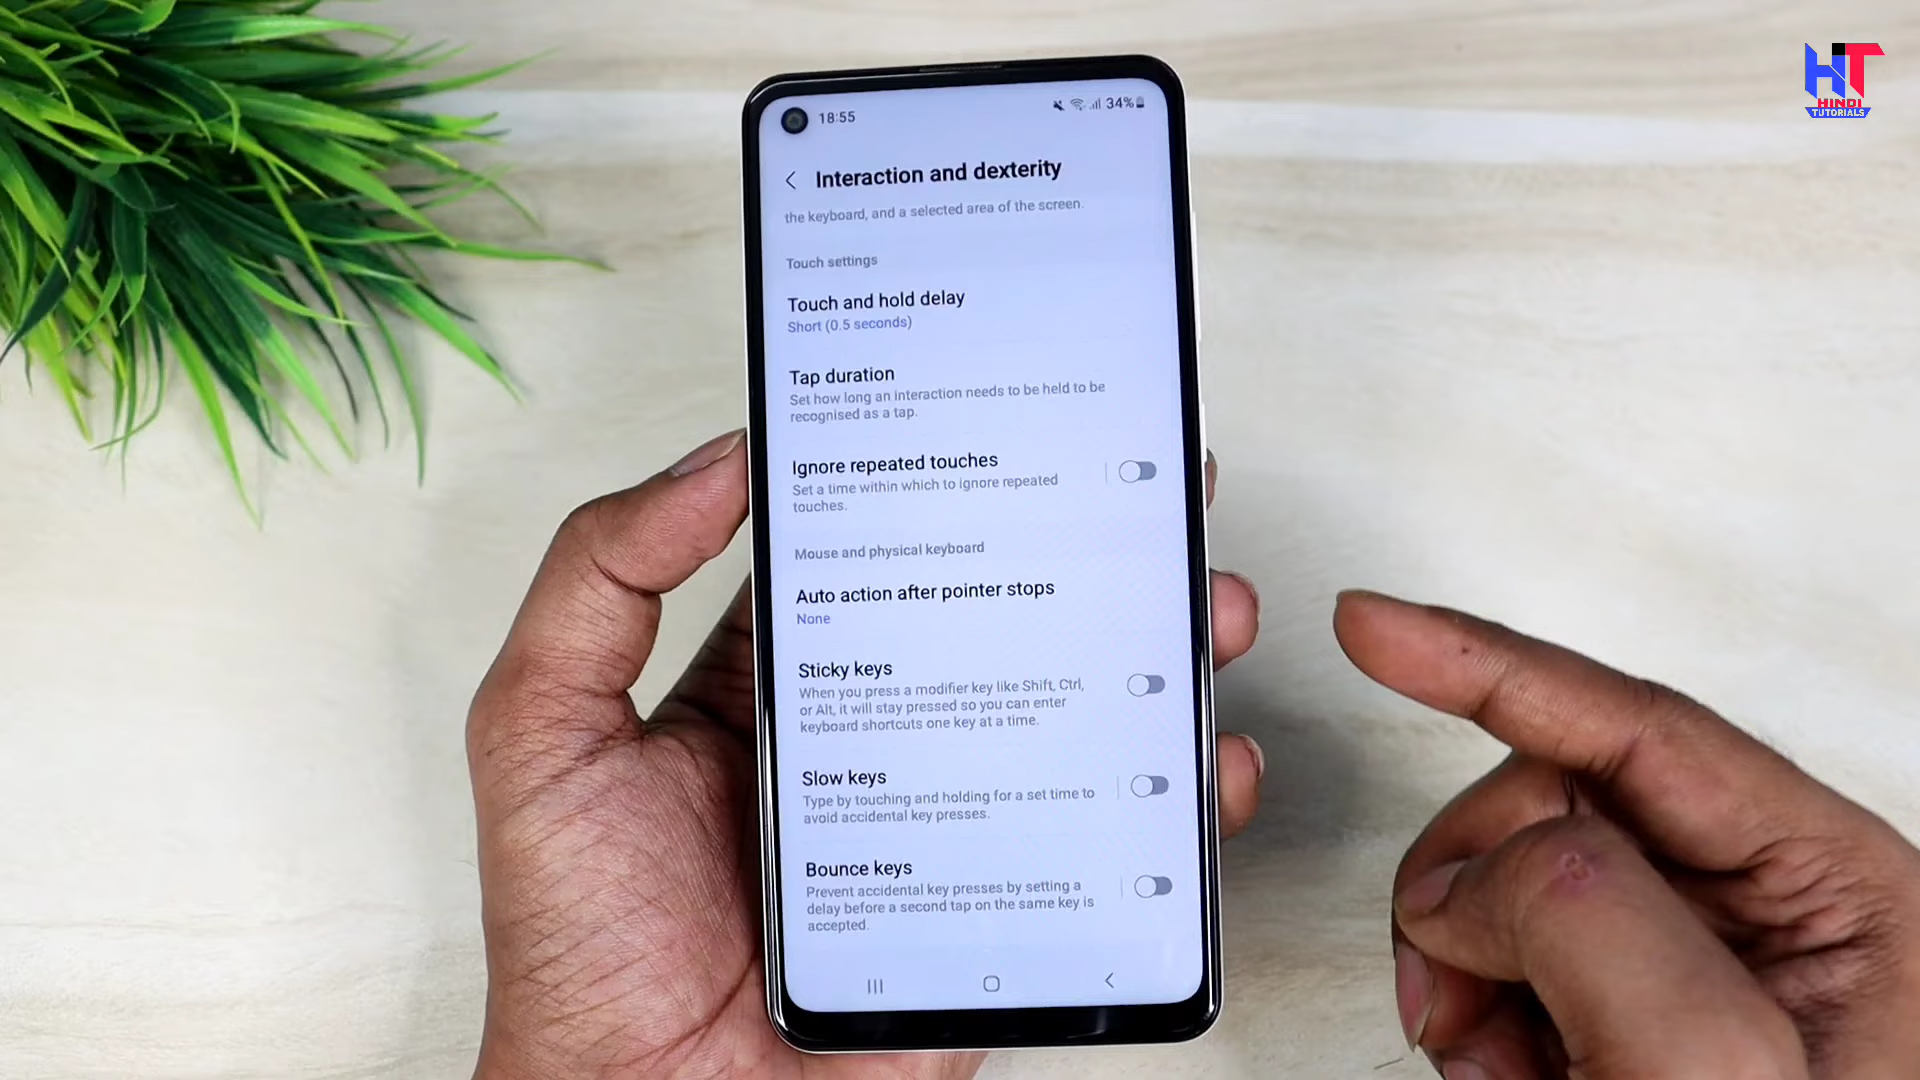 18:55
34%
Interaction and dexterity
the keyboard, and a selected area of the screen.
Touch settings
Touch and hold delay
Short (0.5 seconds)
Tap duration
Set how long an interaction needs to be held to be
recognised as a tap.
Ignore repeated touches
Set a time within which to ignore repeated
touches.
Mouse and physical keyboard
Auto action after pointer stops
None
Sticky keys
When you press a modifier key like Shift, Ctrl,
or Alt, it will stay pressed so you can enter
keyboard shortcuts one key at a time.
Slow keys
Type by touching and holding for a set time to
avoid accidental key presses.
Bounce keys
Prevent accidental key presses by setting a
delay before a second tap on the same key is
accepted.
HT
HINDI
TUTORIALS